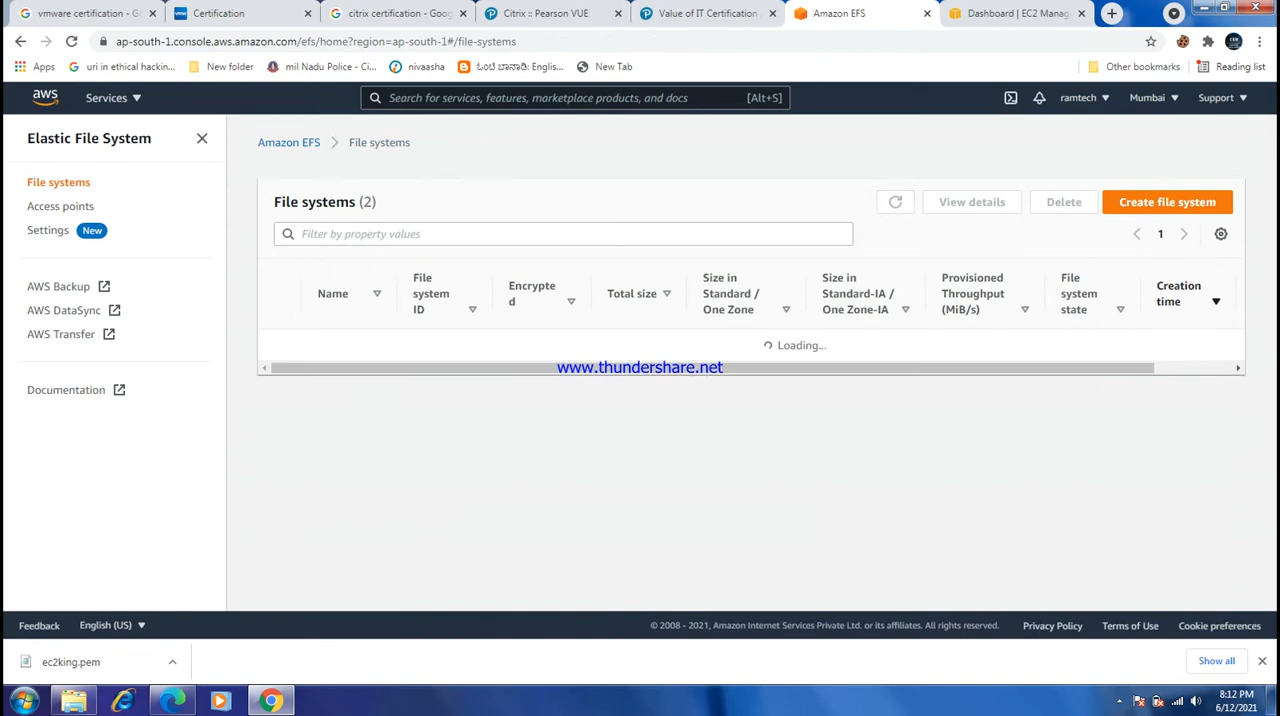 vmware certification - G
Certification
citrix certification - Goo
Citrix :: Pearson VUE
Value of IT Certification
Amazon EFS
Dashboard | EC2 Manag
ap-south-1.console.aws.amazon.com/efs/home?region=ap-south-1#/file-systems
Apps
uri in ethical hackin...
New folder
mil Nadu Police - Ci...
nivaasha
ಓಂಟಿ ಬಾನಾಡಿ: Englis...
New Tab
Other bookmarks
Reading list
aws
Services
Search for services, features, marketplace products, and docs
[Alt+S]
ramtech
Mumbai
Support
Elastic File System
File systems
Access points
Settings New
AWS Backup
AWS DataSync
AWS Transfer
Documentation
Amazon EFS
File systems
File systems (2)
View details
Delete
Create file system
Filter by property values
1
Name
File
system
ID
Encrypte
d
Total size
Size in
Standard /
One Zone
Size in
Standard-IA /
One Zone-IA
Provisioned
Throughput
(MiB/s)
File
system
state
Creation
time
Loading...
www.thundershare.net
Feedback
English (US)
© 2008 - 2021, Amazon Internet Services Private Ltd. or its affiliates. All rights reserved.
Privacy Policy
Terms of Use
Cookie preferences
ec2king.pem
Show all
8:12 PM
6/12/2021